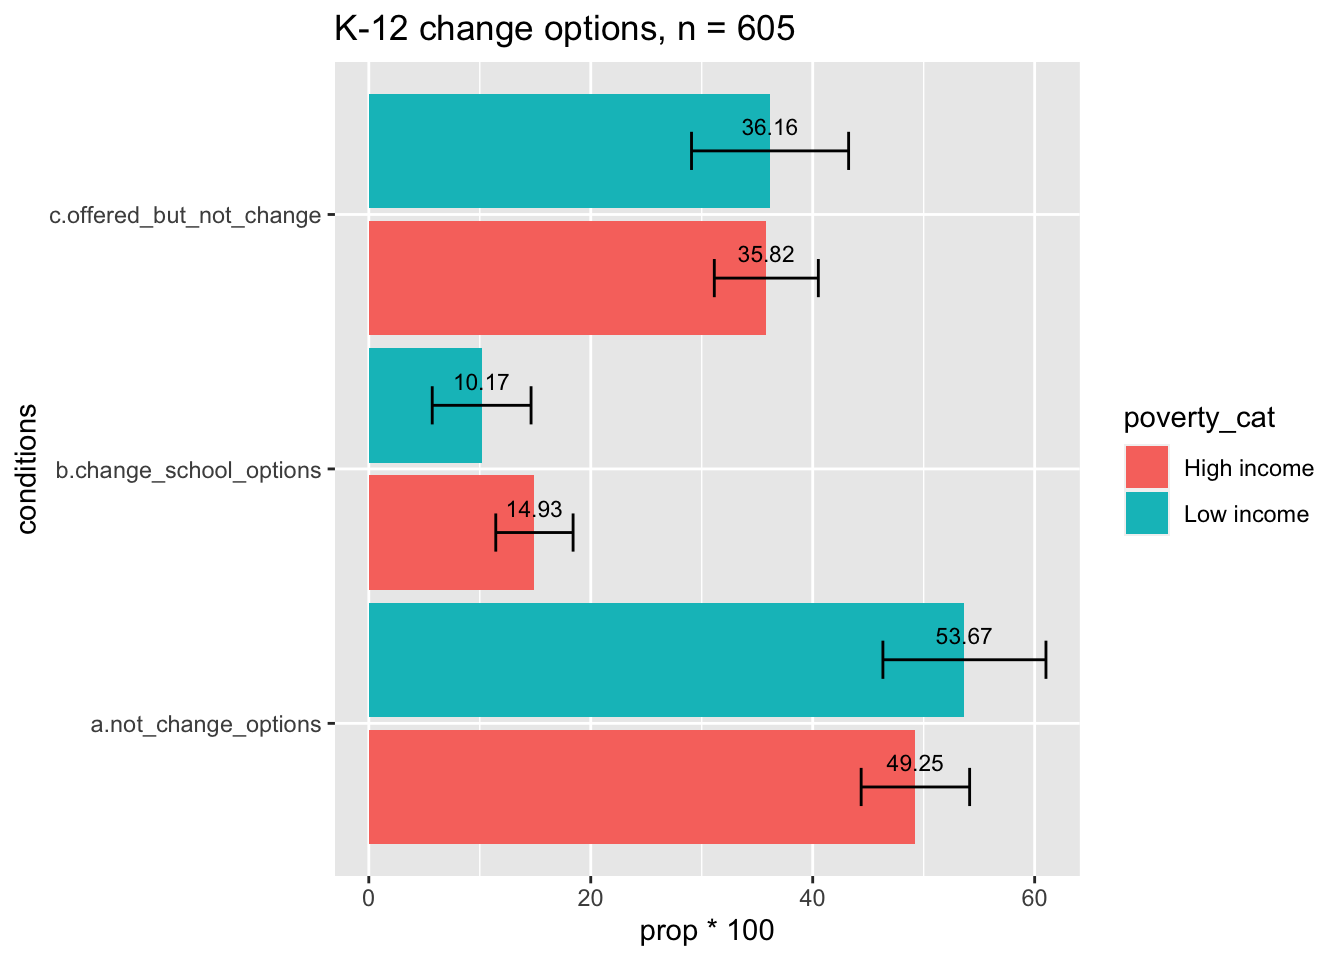 K-12 change options, n = 605
36.16
c.offered_but_not_change
35.82
10.17
b.change_school_options
14.93
53.67
a.not_change_options
49.25
0 20 40 60
prop * 100
conditions
poverty_cat
High income
Low income